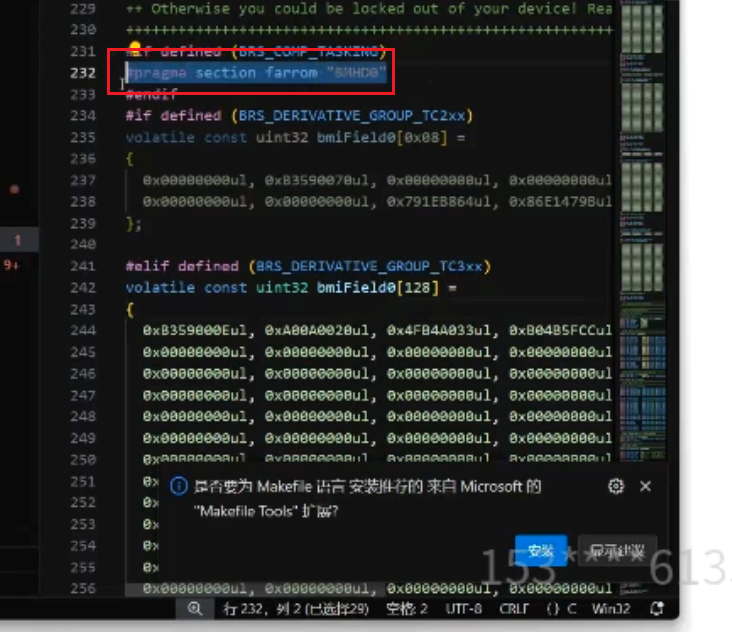 229 ++ Otherwise you could be locked out of your device! Rea
230 ++++++++++++++++++++++++++++++++++++++++++++++++++++++++
231 #if defined (BRS_COMP_TASKING)
232 #pragma section farrom "BMHD0"
233 #endif
234 #if defined (BRS_DERIVATIVE_GROUP_TC2xx)
235 volatile const uint32 bmiField0[0x08] =
236 {
237 0x00000000ul, 0xB3590070ul, 0x00000000ul, 0x00000000ul
238 0x00000000ul, 0x00000000ul, 0x791EB864ul, 0x86E1479Bul
239 };
240
241 #elif defined (BRS_DERIVATIVE_GROUP_TC3xx)
242 volatile const uint32 bmiField0[128] =
243 {
244 0xB359000Eul, 0xA00A0020ul, 0x4FB4A033ul, 0xB04B5FCCul
245 0x00000000ul, 0x00000000ul, 0x00000000ul, 0x00000000ul
246 0x00000000ul, 0x00000000ul, 0x00000000ul, 0x00000000ul
247 0x00000000ul, 0x00000000ul, 0x00000000ul, 0x00000000ul
248 0x00000000ul, 0x00000000ul, 0x00000000ul, 0x00000000ul
249 0x00000000ul, 0x00000000ul, 0x00000000ul, 0x00000000ul
250 0x00000000ul, 0x00000000ul, 0x00000000ul, 0x00000000ul
251 0x
252 0x
253 0x
254 0x
255 0x
256 0x00000000ul, 0x00000000ul, 0x00000000ul, 0x00000000ul
1
9+
是否要为 Makefile 语言 安装推荐的 来自 Microsoft 的
"Makefile Tools" 扩展?
安装 显示建议
153****613
行 232，列 2 (已选择29) 空格: 2 UTF-8 CRLF {} C Win32